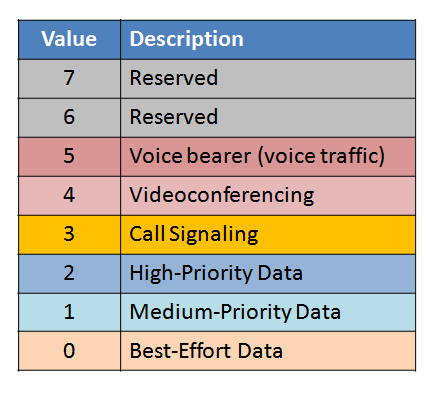 Value Description
7 Reserved
6 Reserved
5 Voice bearer (voice traffic)
4 Videoconferencing
3 Call Signaling
2 High-Priority Data
1 Medium-Priority Data
0 Best-Effort Data